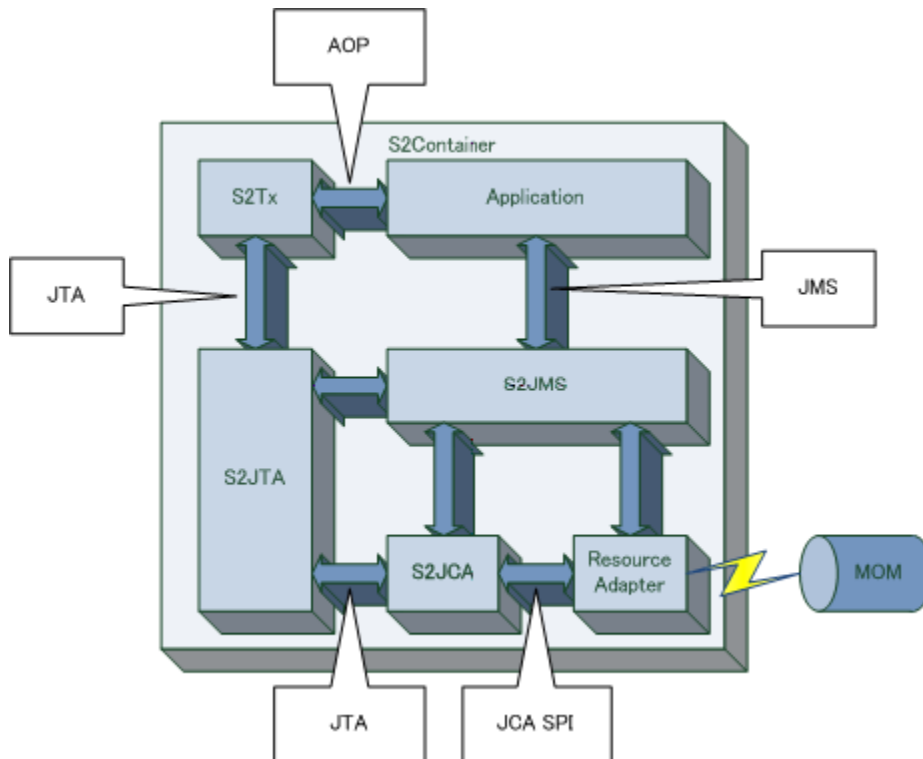 AOP
S2Container
S2Tx
Application
JTA
JMS
S2JMS
S2JTA
S2JCA
Resource
Adapter
MOM
JTA
JCA SPI